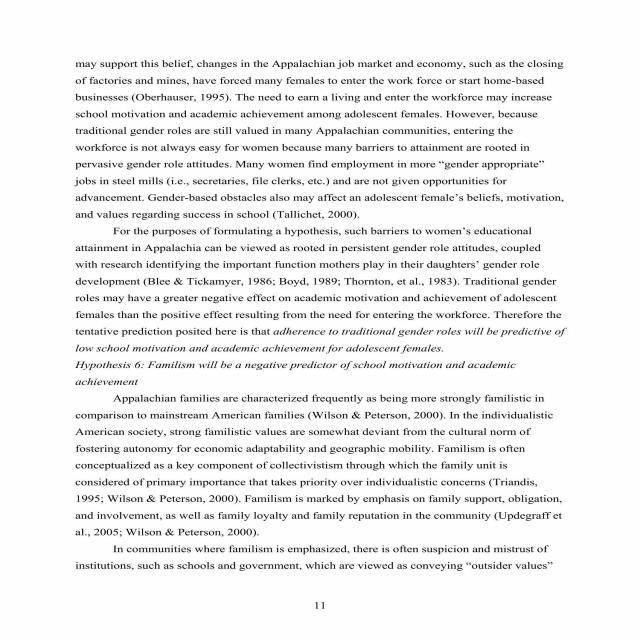 may support this belief, changes in the Appalachian job market and economy, such as the closing
of factories and mines, have forced many females to enter the work force or start home-based
businesses (Oberhauser, 1995). The need to earn a living and enter the workforce may increase
school motivation and academic achievement among adolescent females. However, because
traditional gender roles are still valued in many Appalachian communities, entering the
workforce is not always easy for women because many barriers to attainment are rooted in
pervasive gender role attitudes. Many women find employment in more “gender appropriate”
jobs in steel mills (i.e., secretaries, file clerks, etc.) and are not given opportunities for
advancement. Gender-based obstacles also may affect an adolescent female’s beliefs, motivation,
and values regarding success in school (Tallichet, 2000).
For the purposes of formulating a hypothesis, such barriers to women’s educational
attainment in Appalachia can be viewed as rooted in persistent gender role attitudes, coupled
with research identifying the important function mothers play in their daughters’ gender role
development (Blee & Tickamyer, 1986; Boyd, 1989; Thornton, et al., 1983). Traditional gender
roles may have a greater negative effect on academic motivation and achievement of adolescent
females than the positive effect resulting from the need for entering the workforce. Therefore the
tentative prediction posited here is that adherence to traditional gender roles will be predictive of
low school motivation and academic achievement for adolescent females.
Hypothesis 6: Familism will be a negative predictor of school motivation and academic
achievement
Appalachian families are characterized frequently as being more strongly familistic in
comparison to mainstream American families (Wilson & Peterson, 2000). In the individualistic
American society, strong familistic values are somewhat deviant from the cultural norm of
fostering autonomy for economic adaptability and geographic mobility. Familism is often
conceptualized as a key component of collectivistism through which the family unit is
considered of primary importance that takes priority over individualistic concerns (Triandis,
1995; Wilson & Peterson, 2000). Familism is marked by emphasis on family support, obligation,
and involvement, as well as family loyalty and family reputation in the community (Updegraff et
al., 2005; Wilson & Peterson, 2000).
In communities where familism is emphasized, there is often suspicion and mistrust of
institutions, such as schools and government, which are viewed as conveying “outsider values”
11